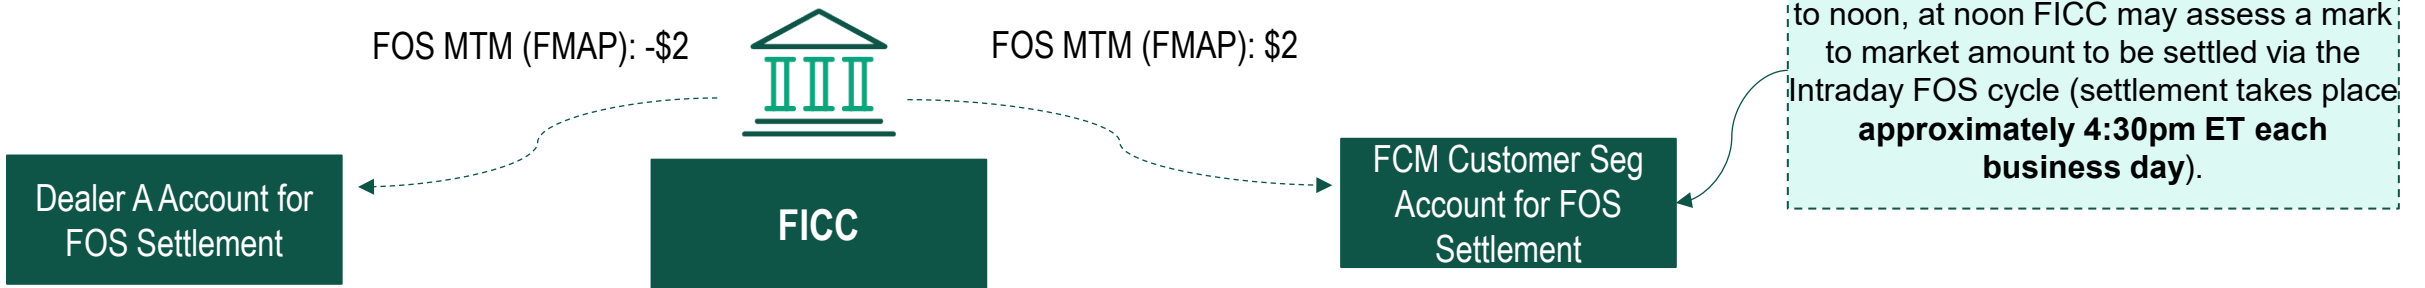 FOS MTM (FMAP): -$2
FOS MTM (FMAP): $2
to noon, at noon FICC may assess a mark
to market amount to be settled via the
Intraday FOS cycle (settlement takes place
approximately 4:30pm ET each
business day).
Dealer A Account for
FOS Settlement
FICC
FCM Customer Seg
Account for FOS
Settlement